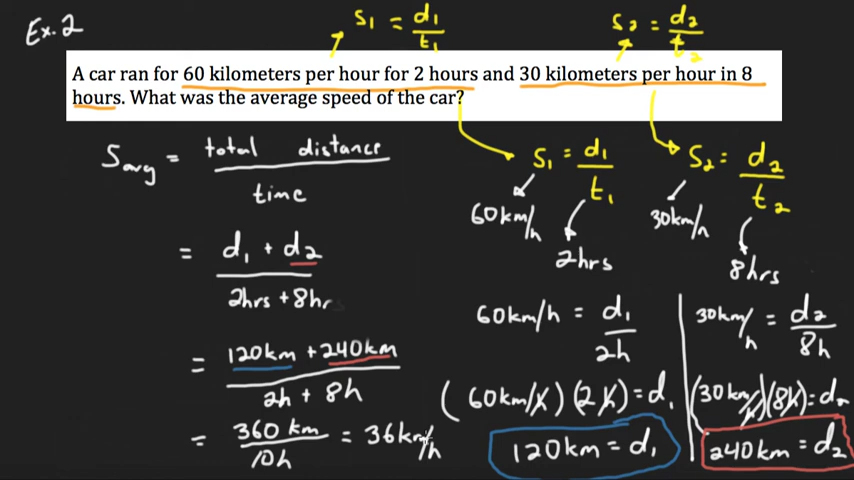 Ex. 2
S₁ = d₁/t₁
S₂ = d₂/t₂
A car ran for 60 kilometers per hour for 2 hours and 30 kilometers per hour in 8
hours. What was the average speed of the car?
Savg = total distance / time
= d₁ + d₂ / 2hrs + 8hr
= 120km + 240km / 2h + 8h
= 360 km / 10h = 36km/h
S₁ = d₁/t₁
60km/h
2hrs
60km/h = d₁/2h
(60km/h)(2h) = d₁
120km = d₁
S₂ = d₂/t₂
30km/h
8hrs
30km/h = d₂/8h
(30km/h)(8h) = d₂
240km = d₂